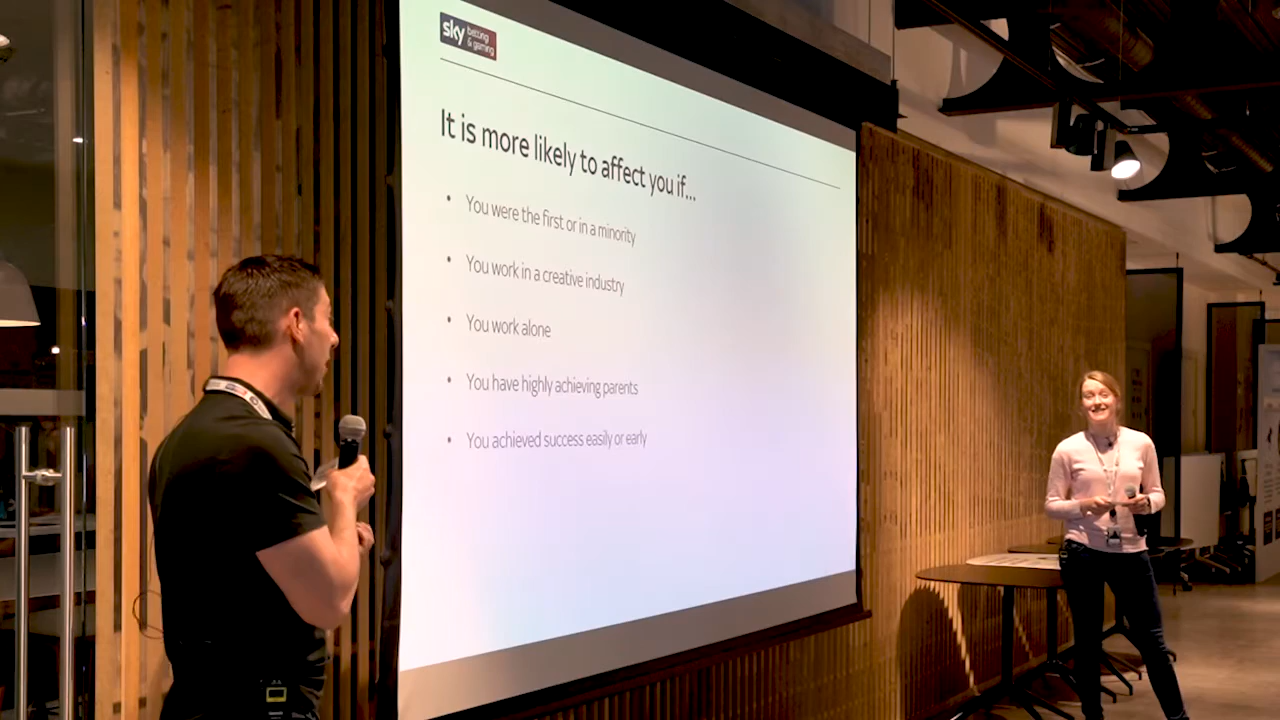 sky betting
& gaming
It is more likely to affect you if...
• You were the first or in a minority
• You work in a creative industry
• You work alone
• You have highly achieving parents
• You achieved success easily or early